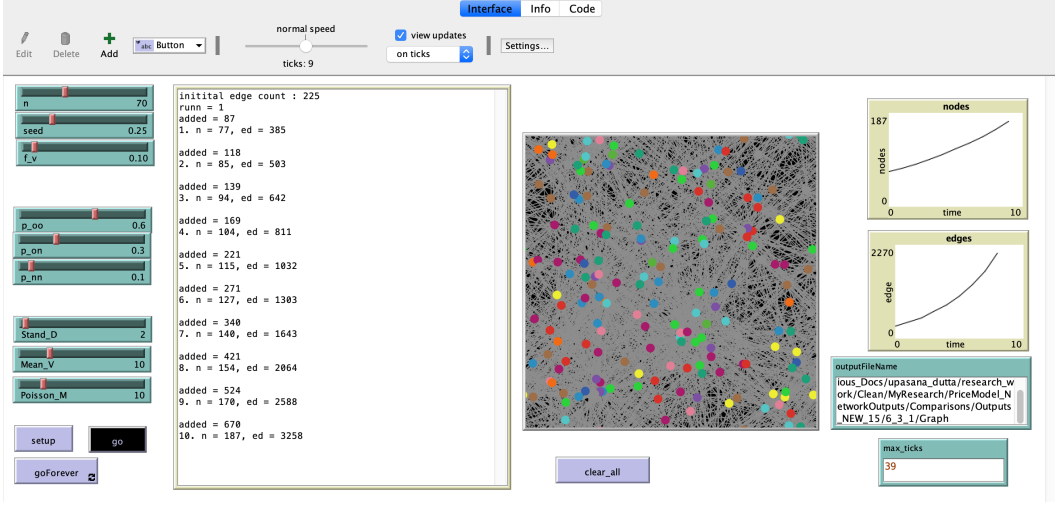 Interface Info Code
Edit Delete Add abc Button normal speed view updates Settings...
ticks: 9 on ticks
n 70
seed 0.25
f_v 0.10
p_oo 0.6
p_on 0.3
p_nn 0.1
Stand_D 2
Mean_V 10
Poisson_M 10
setup go
goForever
initital edge count : 225
runn = 1
added = 87
1. n = 77, ed = 385
added = 118
2. n = 85, ed = 503
added = 139
3. n = 94, ed = 642
added = 169
4. n = 104, ed = 811
added = 221
5. n = 115, ed = 1032
added = 271
6. n = 127, ed = 1303
added = 340
7. n = 140, ed = 1643
added = 421
8. n = 154, ed = 2064
added = 524
9. n = 170, ed = 2588
added = 670
10. n = 187, ed = 3258
clear_all
nodes
187
nodes
0
0 time 10
edges
2270
edge
0
0 time 10
outputFileName
ious_Docs/upasana_dutta/research_w
ork/Clean/MyResearch/PriceModel_N
etworkOutputs/Comparisons/Outputs
_NEW_15/6_3_1/Graph
max_ticks
39